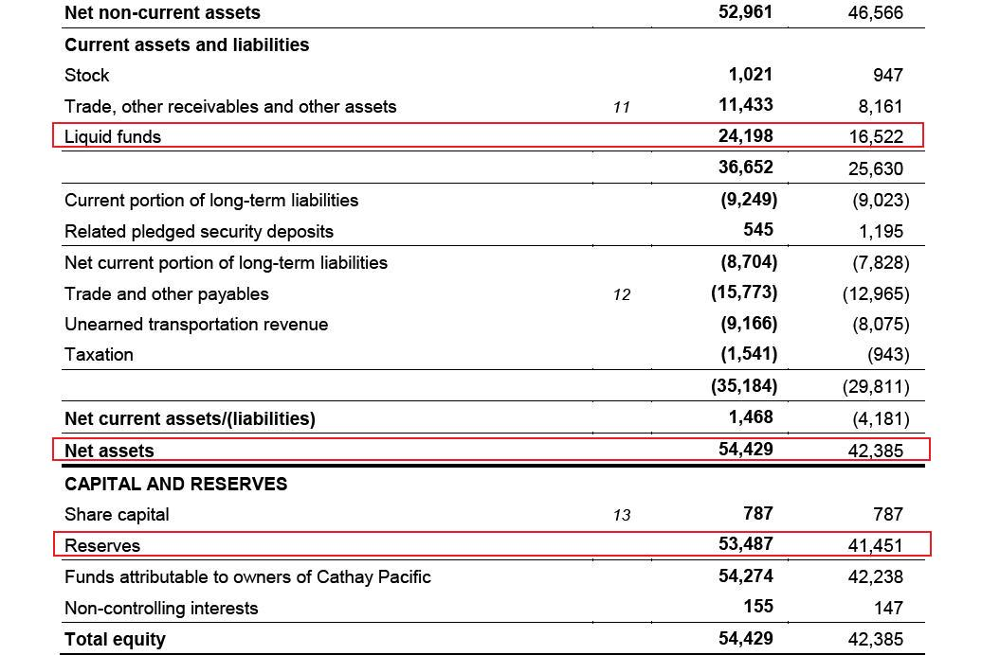 Net non-current assets 52,961 46,566
Current assets and liabilities
Stock 1,021 947
Trade, other receivables and other assets 11 11,433 8,161
Liquid funds 24,198 16,522
36,652 25,630
Current portion of long-term liabilities (9,249) (9,023)
Related pledged security deposits 545 1,195
Net current portion of long-term liabilities (8,704) (7,828)
Trade and other payables 12 (15,773) (12,965)
Unearned transportation revenue (9,166) (8,075)
Taxation (1,541) (943)
(35,184) (29,811)
Net current assets/(liabilities) 1,468 (4,181)
Net assets 54,429 42,385
CAPITAL AND RESERVES
Share capital 13 787 787
Reserves 53,487 41,451
Funds attributable to owners of Cathay Pacific 54,274 42,238
Non-controlling interests 155 147
Total equity 54,429 42,385